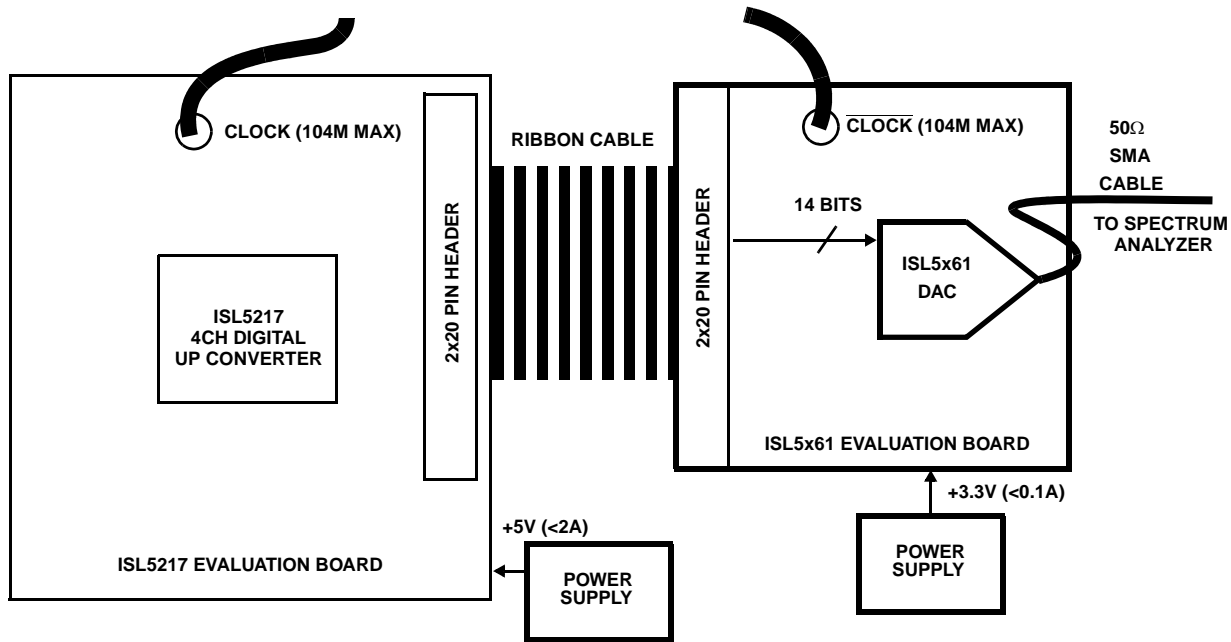 CLOCK (104M MAX)
2x20 PIN HEADER
ISL5217
4CH DIGITAL
UP CONVERTER
ISL5217 EVALUATION BOARD
RIBBON CABLE
+5V (<2A)
POWER
SUPPLY
2x20 PIN HEADER
C̅L̅O̅C̅K̅ (104M MAX)
14 BITS
ISL5x61
DAC
50Ω
SMA
CABLE
TO SPECTRUM
ANALYZER
ISL5x61 EVALUATION BOARD
+3.3V (<0.1A)
POWER
SUPPLY